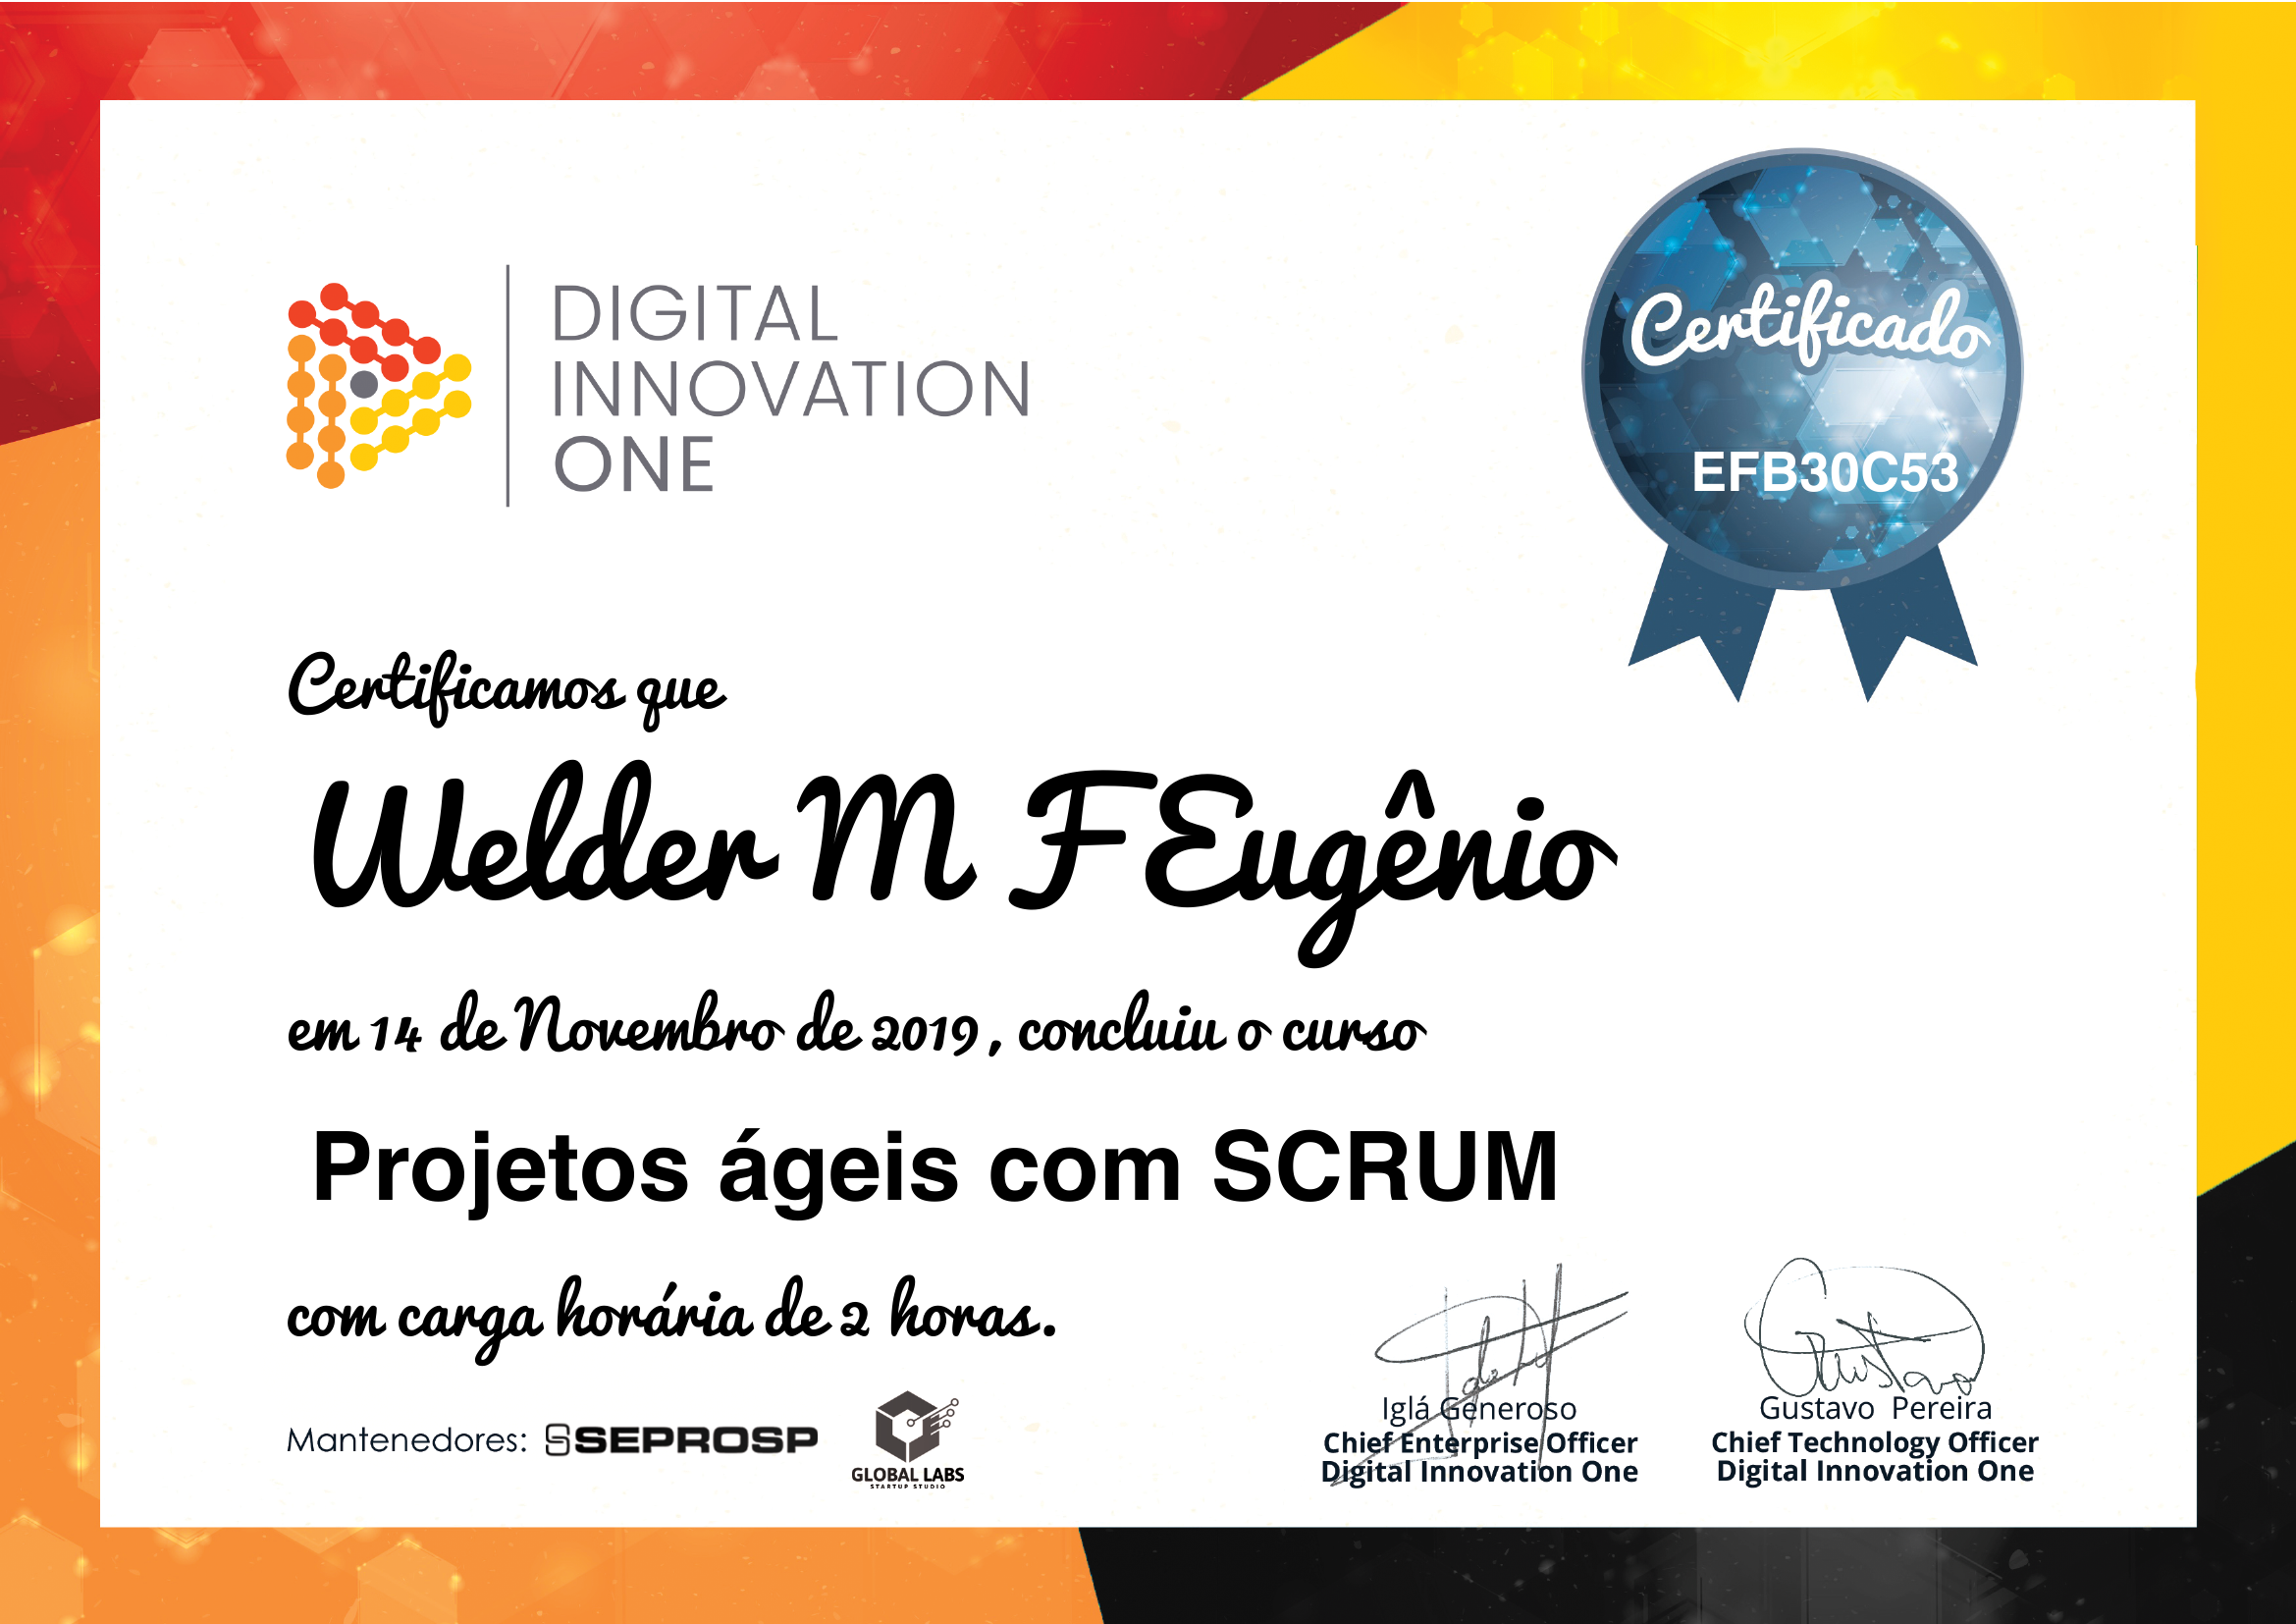 DIGITAL
INNOVATION
ONE
Certificado
EFB30C53
Certificamos que
Welder M F Eugênio
em 14 de Novembro de 2019, concluiu o curso
Projetos ágeis com SCRUM
com carga horária de 2 horas.
Mantenedores: SEPROSP
GLOBAL LABS
STARTUP STUDIO
Iglá Generoso
Chief Enterprise Officer
Digital Innovation One
Gustavo Pereira
Chief Technology Officer
Digital Innovation One